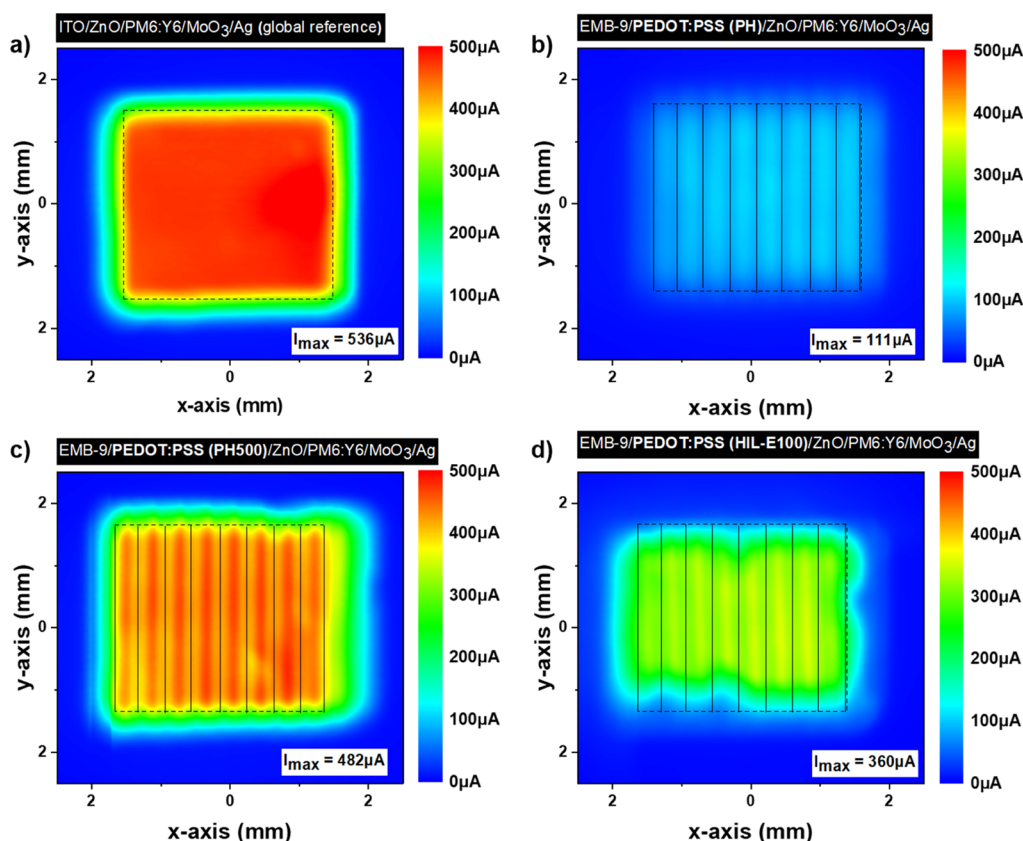 a)
ITO/ZnO/PM6:Y6/MoO3/Ag (global reference)
2
0
2
y-axis (mm)
2
0
2
x-axis (mm)
500µA
400µA
300µA
200µA
100µA
0µA
Imax = 536µA
b)
EMB-9/PEDOT:PSS (PH)/ZnO/PM6:Y6/MoO3/Ag
2
0
2
y-axis (mm)
2
0
2
x-axis (mm)
500µA
400µA
300µA
200µA
100µA
0µA
Imax = 111µA
c)
EMB-9/PEDOT:PSS (PH500)/ZnO/PM6:Y6/MoO3/Ag
2
0
2
y-axis (mm)
2
0
2
x-axis (mm)
500µA
400µA
300µA
200µA
100µA
0µA
Imax = 482µA
d)
EMB-9/PEDOT:PSS (HIL-E100)/ZnO/PM6:Y6/MoO3/Ag
2
0
2
y-axis (mm)
2
0
2
x-axis (mm)
500µA
400µA
300µA
200µA
100µA
0µA
Imax = 360µA